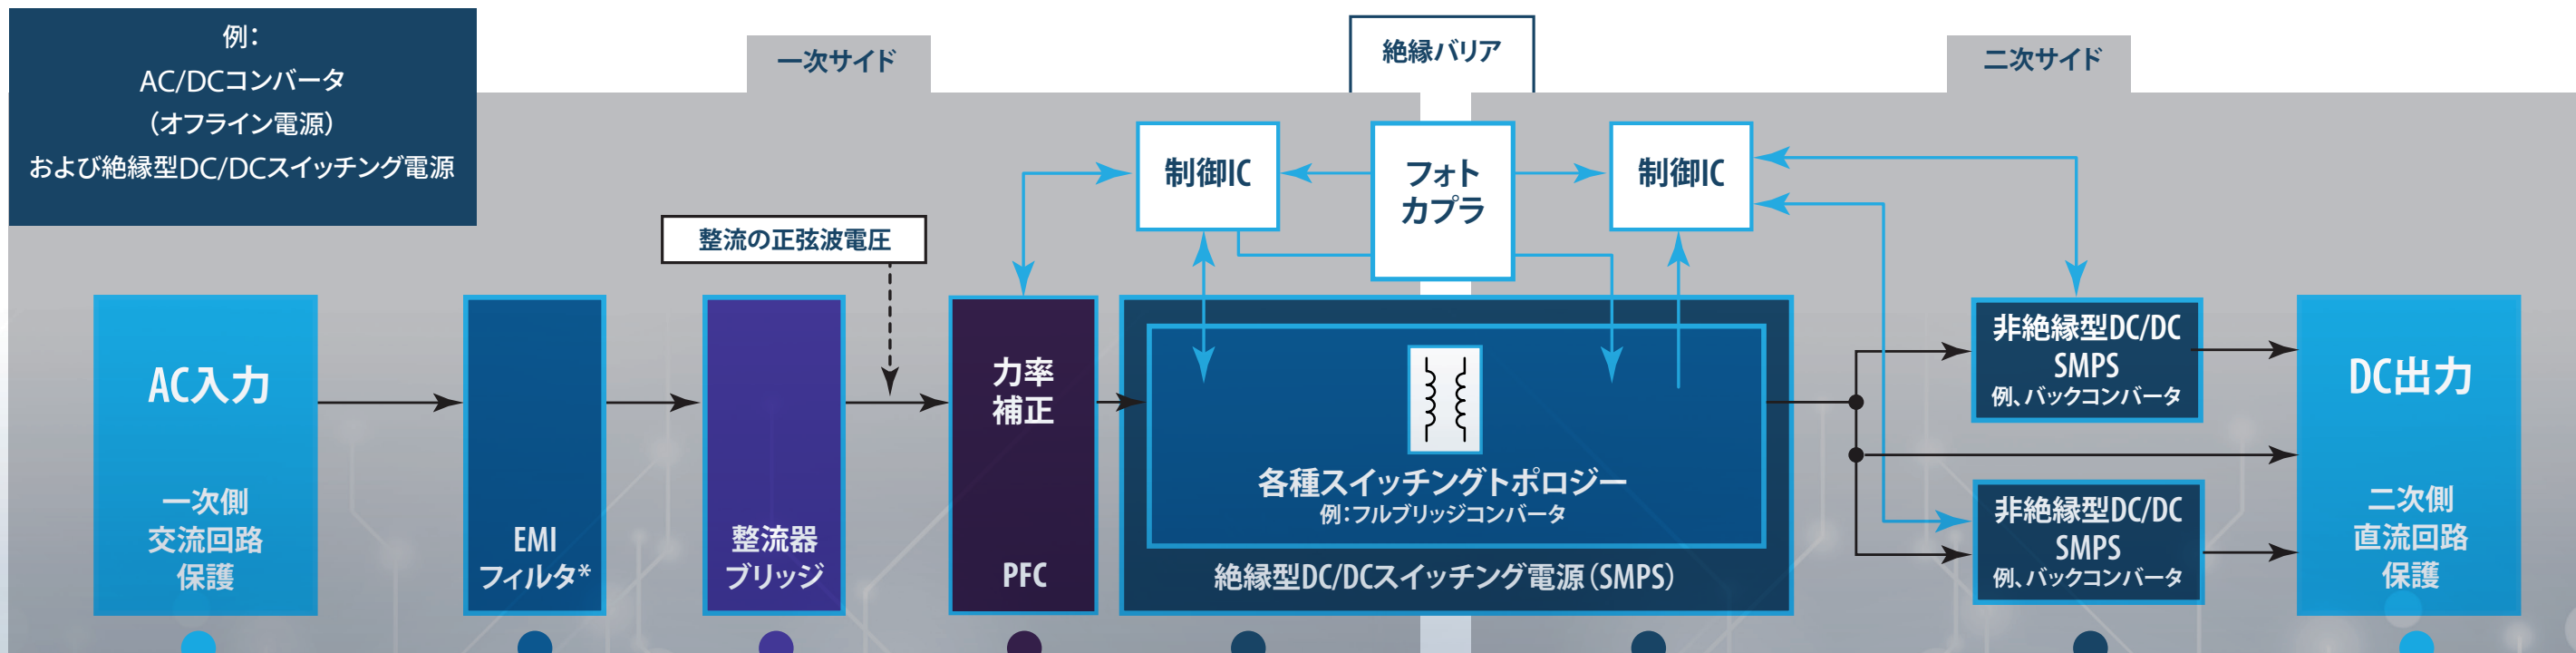 例：
AC/DCコンバータ
（オフライン電源）
および絶縁型DC/DCスイッチング電源
一次サイド
絶縁バリア
二次サイド
制御IC
フォト
カプラ
制御IC
整流の正弦波電圧
AC入力
一次側
交流回路
保護
EMI
フィルタ*
整流器
ブリッジ
力率
補正
PFC
各種スイッチングトポロジー
例：フルブリッジコンバータ
絶縁型DC/DCスイッチング電源（SMPS）
非絶縁型DC/DC
SMPS
例、バックコンバータ
非絶縁型DC/DC
SMPS
例、バックコンバータ
DC出力
二次側
直流回路
保護